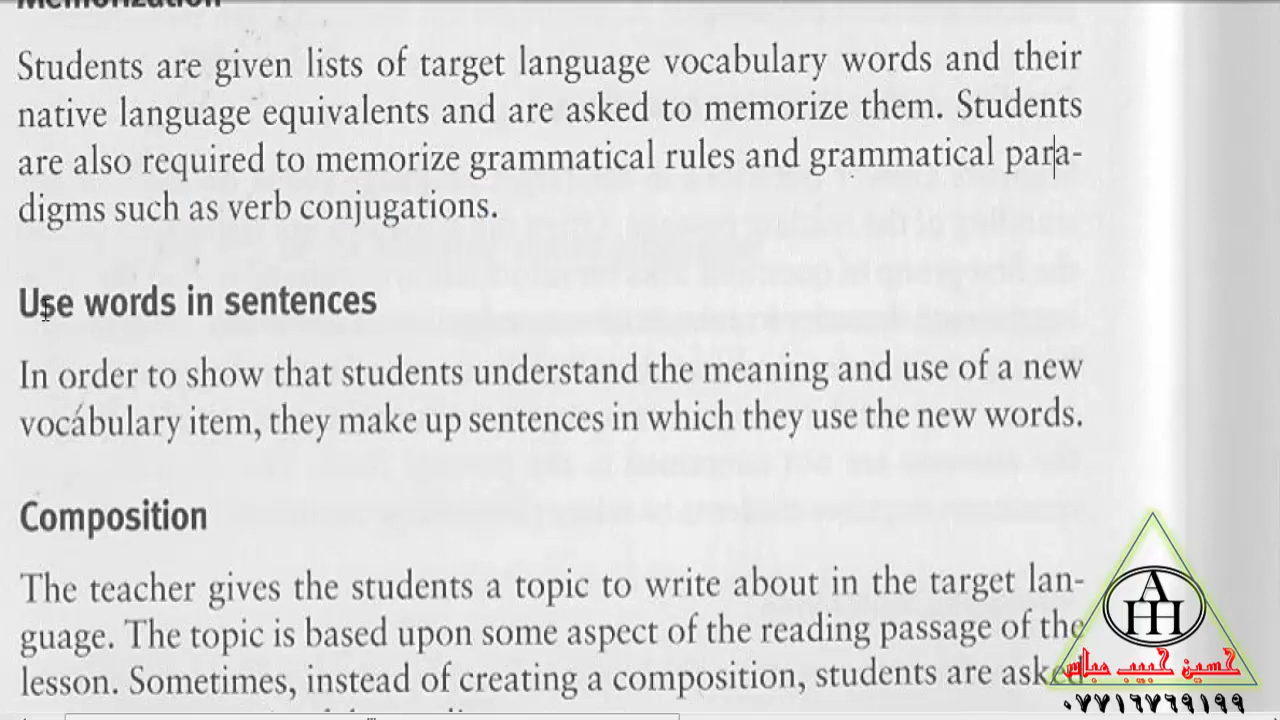 Memorization
Students are given lists of target language vocabulary words and their
native language equivalents and are asked to memorize them. Students
are also required to memorize grammatical rules and grammatical para-
digms such as verb conjugations.
Use words in sentences
In order to show that students understand the meaning and use of a new
vocábulary item, they make up sentences in which they use the new words.
Composition
The teacher gives the students a topic to write about in the target lan-
guage. The topic is based upon some aspect of the reading passage of the
lesson. Sometimes, instead of creating a composition, students are asked
AHH
حسين حبيب عباس
٠٧٧١٧٧٦٩١٩٩